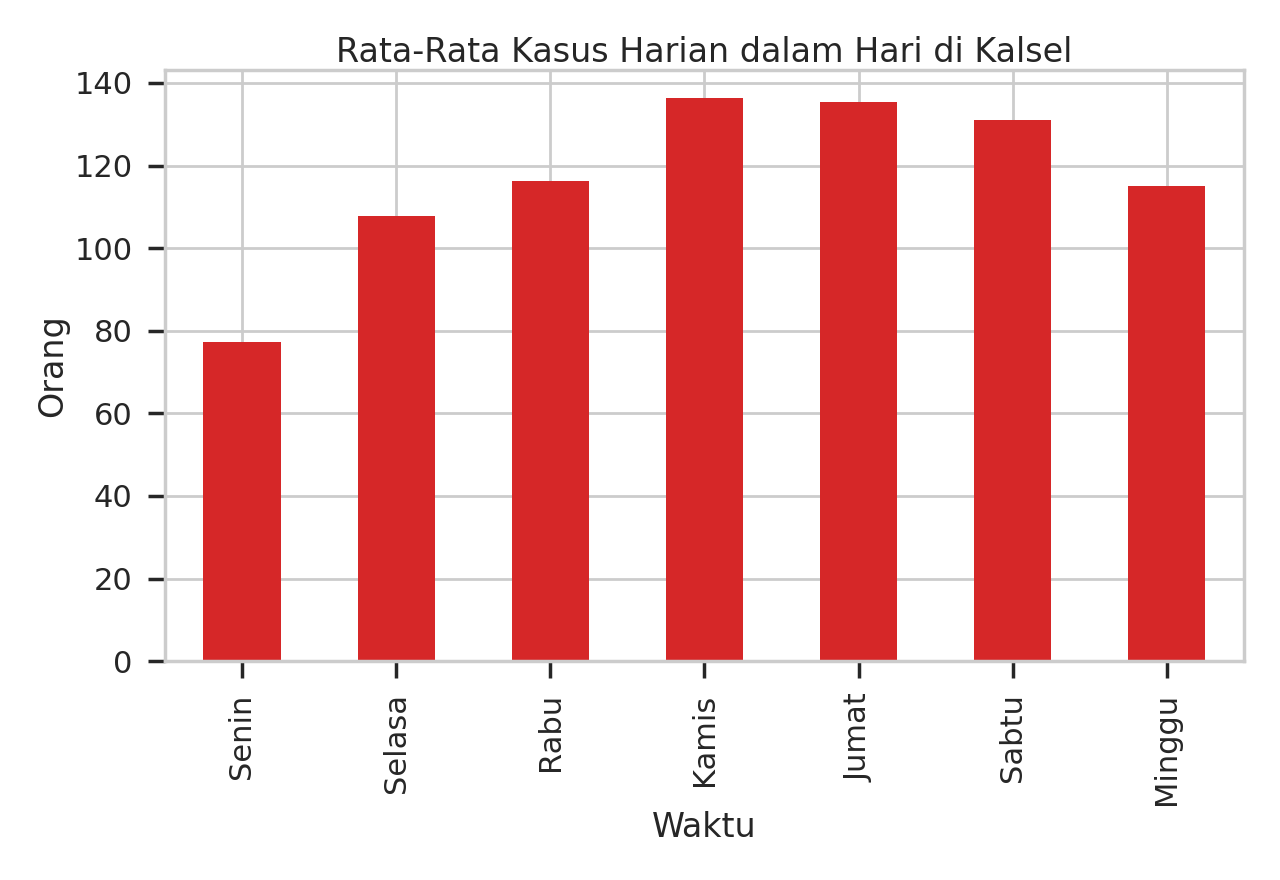 Rata-Rata Kasus Harian dalam Hari di Kalsel
140
120
100
80
60
40
20
0
Orang
Senin
Selasa
Rabu
Kamis
Jumat
Sabtu
Minggu
Waktu